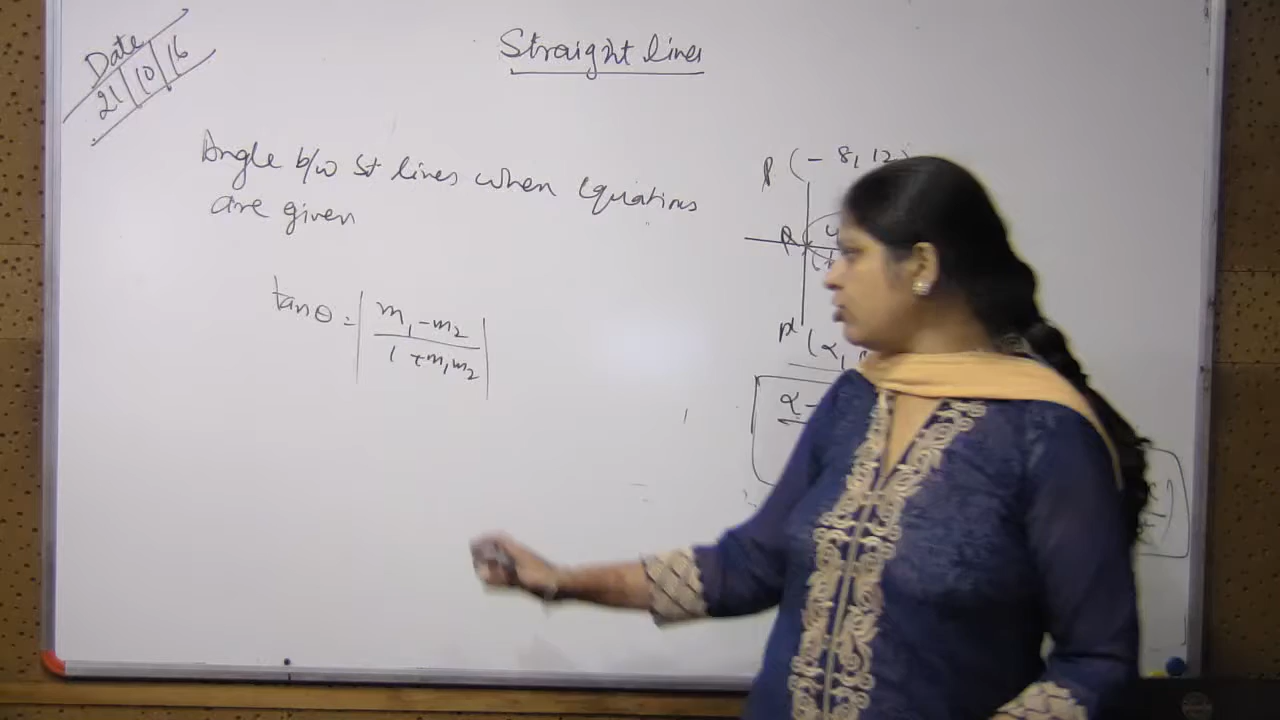 Date
21/10/16
Straight lines
Angle b/w St lines when equations
are given
tanθ = | m₁ - m₂ / 1 + m₁m₂ |
P (- 8, 12)
(α,
α -